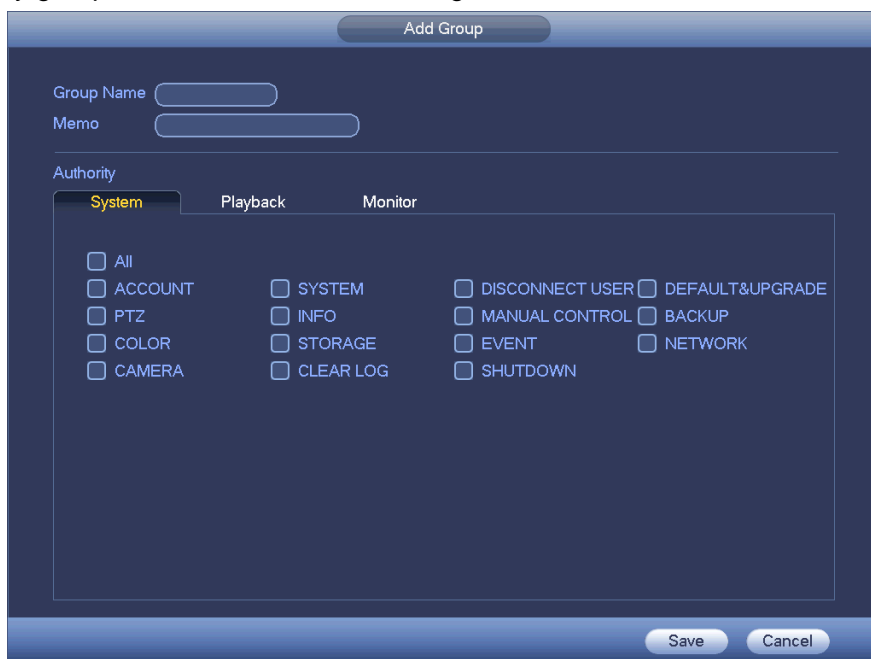 Add Group
Group Name
Memo
Authority
System Playback Monitor
All
ACCOUNT SYSTEM DISCONNECT USER DEFAULT&UPGRADE
PTZ INFO MANUAL CONTROL BACKUP
COLOR STORAGE EVENT NETWORK
CAMERA CLEAR LOG SHUTDOWN
Save Cancel